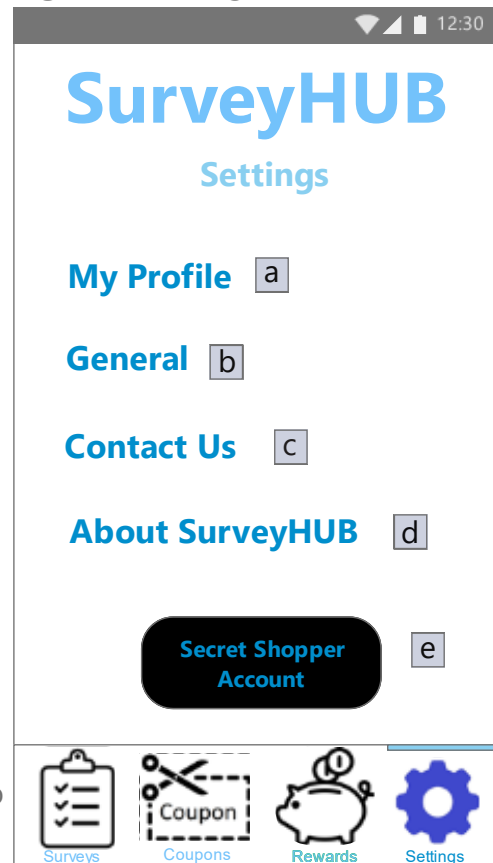 12:30
SurveyHUB
Settings
My Profile a
General b
Contact Us c
About SurveyHUB d
Secret Shopper
Account
e
Coupon
Surveys Coupons Rewards Settings